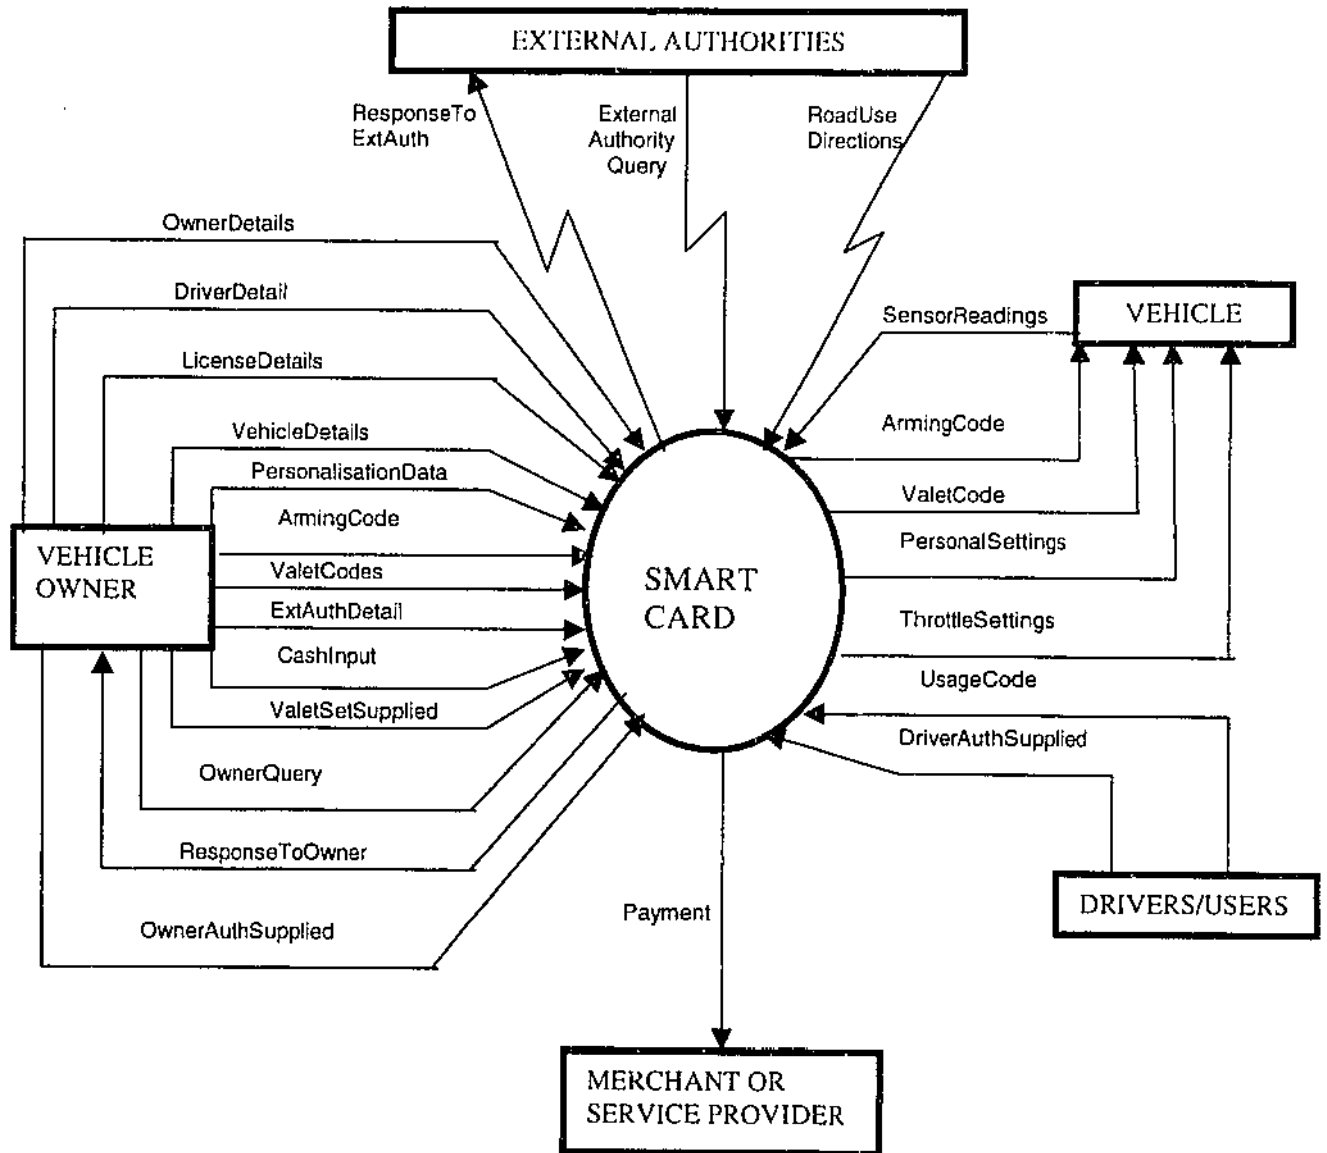 EXTERNAL AUTHORITIES
ResponseTo
ExtAuth
External
Authority
Query
RoadUse
Directions
OwnerDetails
DriverDetail
LicenseDetails
VehicleDetails
PersonalisationData
ArmingCode
ValetCodes
ExtAuthDetail
CashInput
ValetSetSupplied
OwnerQuery
ResponseToOwner
OwnerAuthSupplied
VEHICLE
OWNER
SMART
CARD
SensorReadings
VEHICLE
ArmingCode
ValetCode
PersonalSettings
ThrottleSettings
UsageCode
DriverAuthSupplied
DRIVERS/USERS
Payment
MERCHANT OR
SERVICE PROVIDER